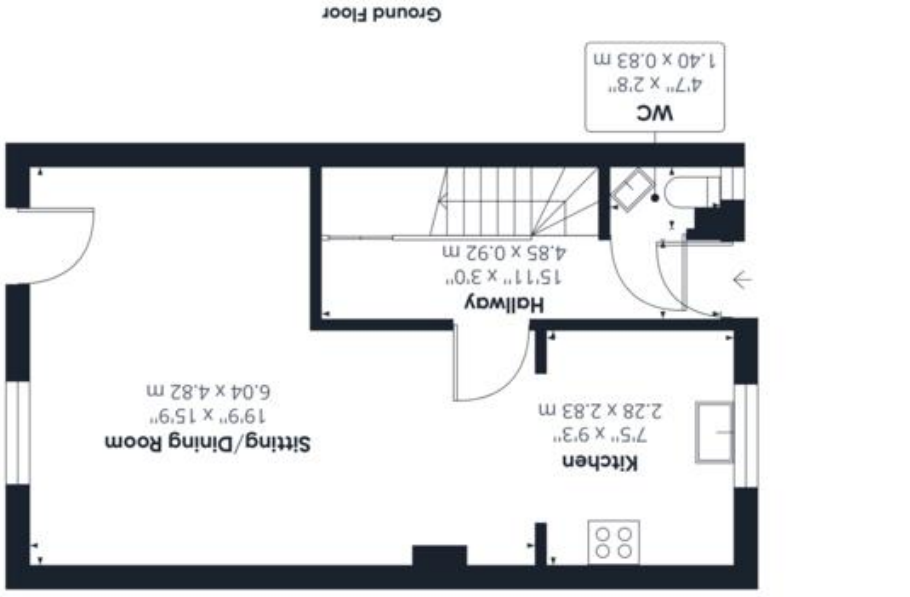 Kitchen
7'5" x 9'3"
2.28 x 2.83 m
Sitting/Dining Room
19'9" x 15'9"
6.04 x 4.82 m
Hallway
15'11" x 3'0"
4.85 x 0.92 m
WC
4'7" x 2'8"
1.40 x 0.83 m
Ground Floor